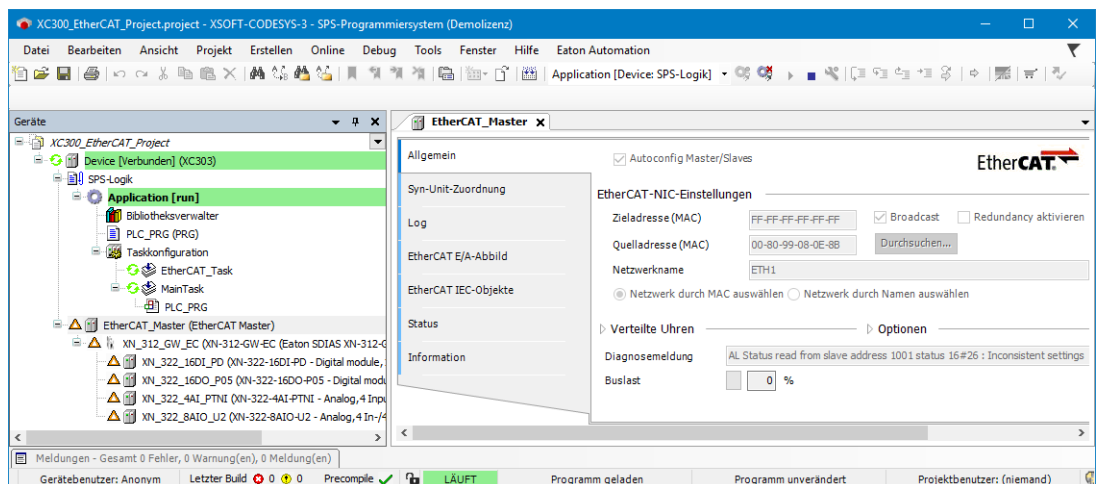 XC300_EtherCAT_Project.project - XSOFT-CODESYS-3 - SPS-Programmiersystem (Demolizenz)
Datei Bearbeiten Ansicht Projekt Erstellen Online Debug Tools Fenster Hilfe Eaton Automation
Application [Device: SPS-Logik]
Geräte
XC300_EtherCAT_Project
Device [Verbunden] (XC303)
SPS-Logik
Application [run]
Bibliotheksverwalter
PLC_PRG (PRG)
Taskkonfiguration
EtherCAT_Task
MainTask
PLC_PRG
EtherCAT_Master (EtherCAT Master)
XN_312_GW_EC (XN-312-GW-EC (Eaton SDIAS XN-312-G
XN_322_16DI_PD (XN-322-16DI-PD - Digital module,
XN_322_16DO_P05 (XN-322-16DO-P05 - Digital modu
XN_322_4AI_PTNI (XN-322-4AI-PTNI - Analog,4 Inpu
XN_322_8AIO_U2 (XN-322-8AIO-U2 - Analog,4 In-/4
EtherCAT_Master
Allgemein
Syn-Unit-Zuordnung
Log
EtherCAT E/A-Abbild
EtherCAT IEC-Objekte
Status
Information
Autoconfig Master/Slaves
EtherCAT
EtherCAT-NIC-Einstellungen
Zieladresse (MAC) FF-FF-FF-FF-FF-FF Broadcast Redundancy aktivieren
Quelladresse (MAC) 00-80-99-08-0E-8B Durchsuchen...
Netzwerkname ETH1
Netzwerk durch MAC auswählen Netzwerk durch Namen auswählen
Verteilte Uhren Optionen
Diagnosemeldung AL Status read from slave address 1001 status 16#26 : Inconsistent settings
Buslast 0 %
Meldungen - Gesamt 0 Fehler, 0 Warnung(en), 0 Meldung(en)
Gerätebenutzer: Anonym Letzter Build 0 0 Precompile LÄUFT Programm geladen Programm unverändert Projektbenutzer: (niemand)